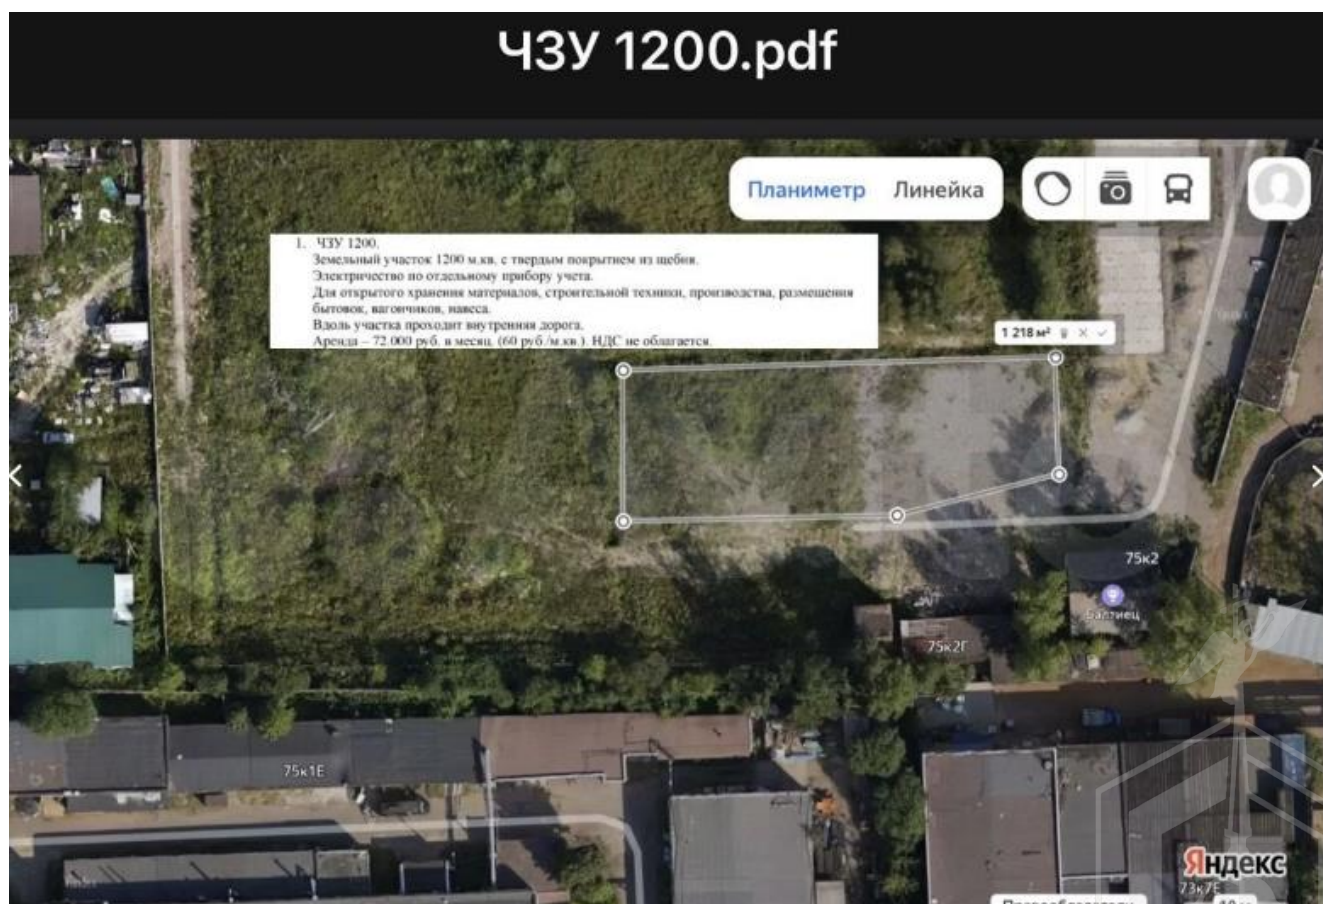 ЧЗУ 1200.pdf
Планиметр Линейка
1. ЧЗУ 1200.
Земельный участок 1200 м.кв. с твердым покрытием из щебня.
Электричество по отдельному прибору учета.
Для открытого хранения материалов, строительной техники, производства, размещения
бытовок, вагончиков, навеса.
Вдоль участка проходит внутренняя дорога.
Аренда – 72.000 руб. в месяц. (60 руб./м.кв.). НДС не облагается.
1 218 м²
75к2
Балтиец
75к2Г
75к1Е
Яндекс
73к7Е